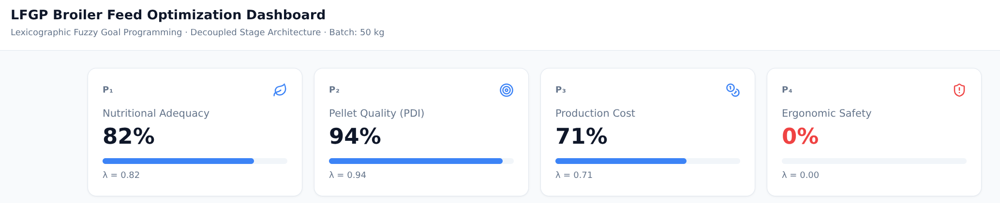 LFGP Broiler Feed Optimization Dashboard
Lexicographic Fuzzy Goal Programming · Decoupled Stage Architecture · Batch: 50 kg
P₁
Nutritional Adequacy
82%
λ = 0.82
P₂
Pellet Quality (PDI)
94%
λ = 0.94
P₃
Production Cost
71%
λ = 0.71
P₄
Ergonomic Safety
0%
λ = 0.00